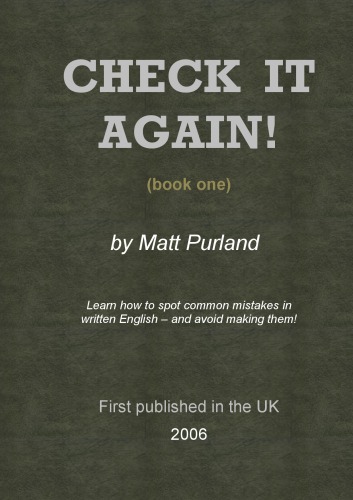 CHECK IT
AGAIN!
(book one)
by Matt Purland
Learn how to spot common mistakes in
written English – and avoid making them!
First published in the UK
2006